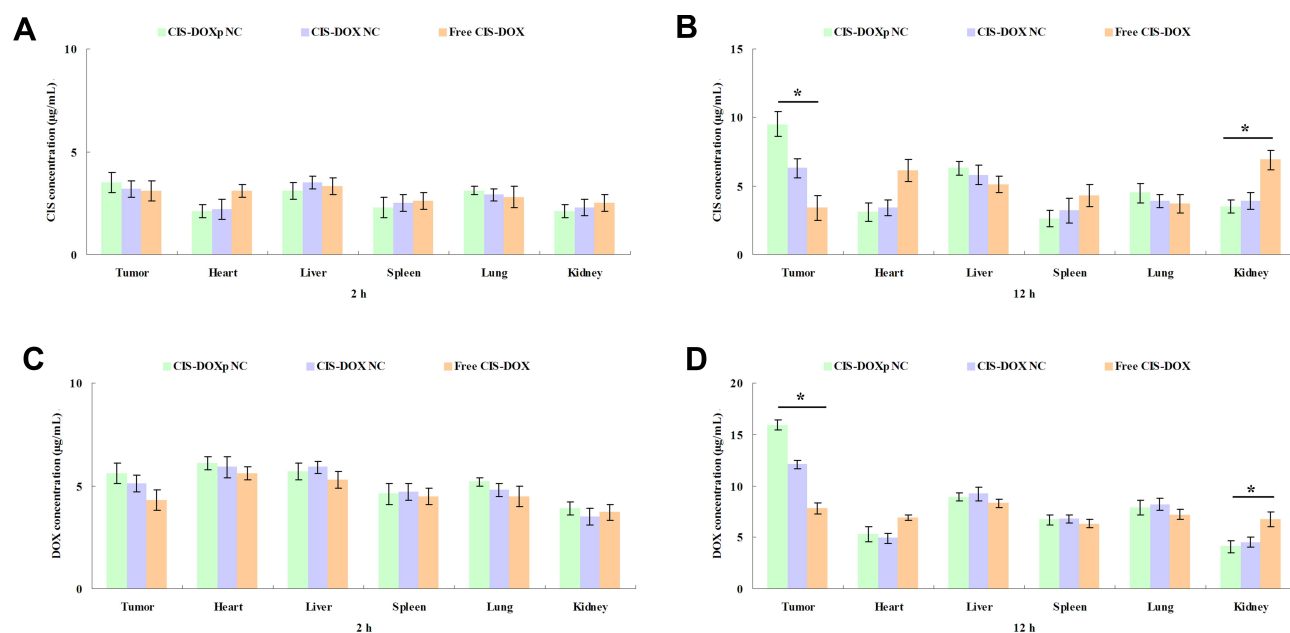 A
CIS-DOXp NC CIS-DOX NC Free CIS-DOX
CIS concentration (µg/mL)
10
5
0
Tumor Heart Liver Spleen Lung Kidney
2 h
B
CIS-DOXp NC CIS-DOX NC Free CIS-DOX
CIS concentration (µg/mL)
15
10
5
0
*
*
Tumor Heart Liver Spleen Lung Kidney
12 h
C
CIS-DOXp NC CIS-DOX NC Free CIS-DOX
DOX concentration (µg/mL)
10
5
0
Tumor Heart Liver Spleen Lung Kidney
2 h
D
CIS-DOXp NC CIS-DOX NC Free CIS-DOX
DOX concentration (µg/mL)
20
15
10
5
0
*
*
Tumor Heart Liver Spleen Lung Kidney
12 h